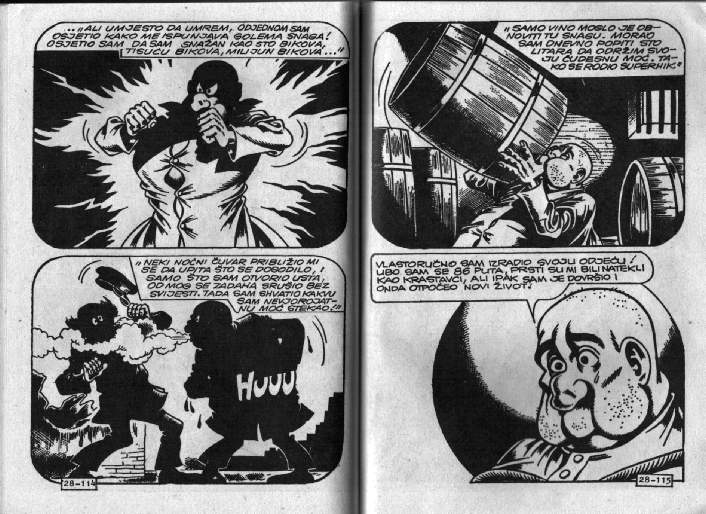 „...ALI UMJESTO DA UMREM, ODJEDNOM SAM
OSJETIO KAKO ME ISPUNJAVA GOLEMA SNAGA!
OSJETIO SAM DA SAM SNAŽAN KAO STO BIKOVA,
TISUĆU BIKOVA, MILIJUN BIKOVA..."
„NEKI NOĆNI ČUVAR PRIBLIŽIO MI
SE DA UPITA ŠTO SE DOGODILO, I
SAMO ŠTO SAM OTVORIO USTA,
OD MOG SE ZADAHA SRUŠIO BEZ
SVIJESTI. TADA SAM SHVATIO KAKVU
SAM NEVJEROJAT-
NU MOĆ STEKAO!"
HUUU
28-114
„SAMO VINO MOGLO JE OB-
NOVITI TU SNAGU. MORAO
SAM DNEVNO POPITI STO
LITARA DA ODRŽIM SVO-
JU ČUDESNU MOĆ. TA-
KO SE RODIO SUPERHIK."
VLASTORUČNO SAM IZRADIO SVOJU ODJEĆU!
UBO SAM SE 86 PUTA, PRSTI SU MI BILI NATEKLI
KAO KRASTAVCI, ALI IPAK SAM JE DOVRŠIO!
ONDA OTPOČEO NOVI ŽIVOT!
28-115